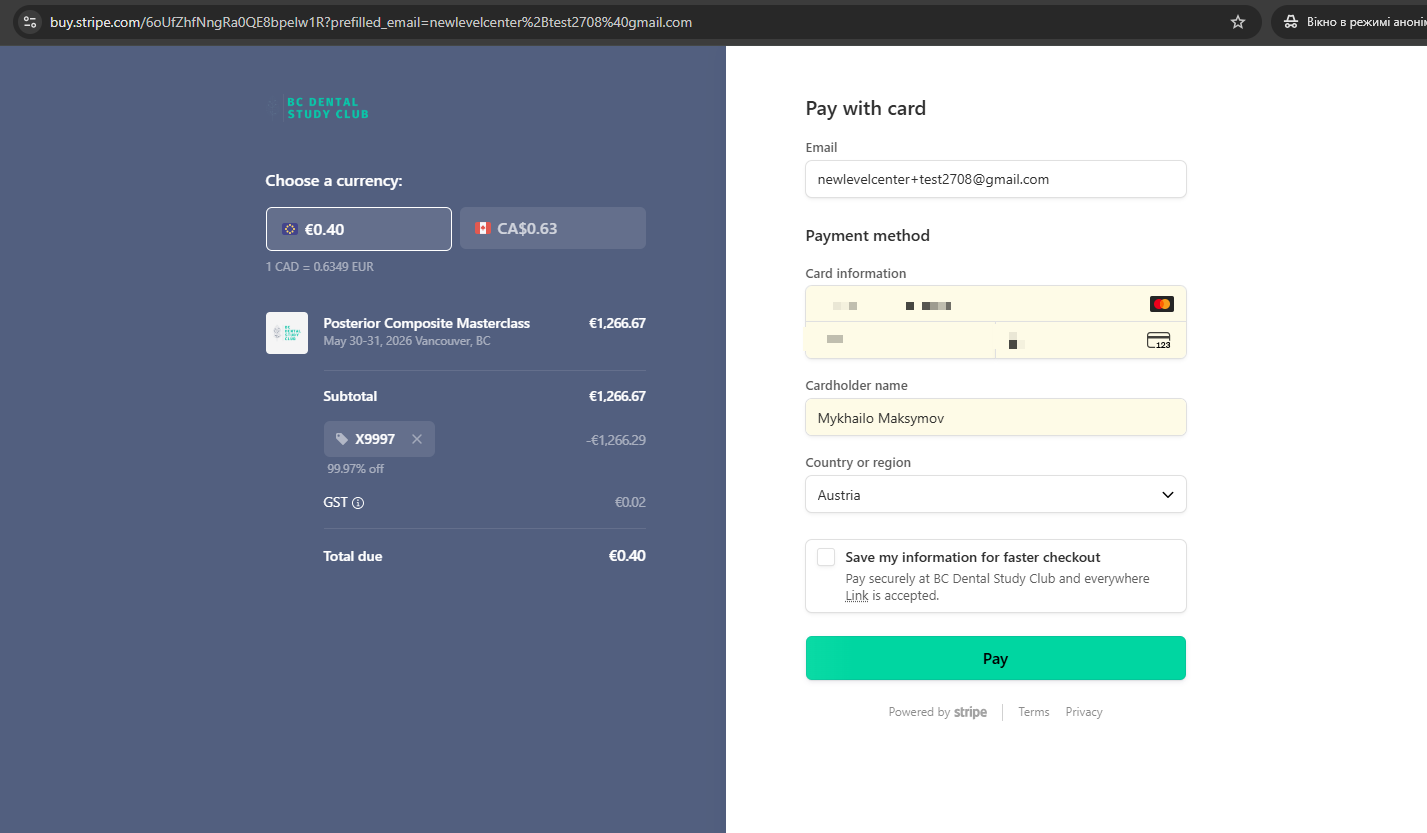 buy.stripe.com/6oUfZhfNngRa0QE8bpelw1R?prefilled_email=newlevelcenter%2Btest2708%40gmail.com
Вікно в режимі анонім
BC DENTAL
STUDY CLUB
Choose a currency:
€0.40
CA$0.63
1 CAD = 0.6349 EUR
BC
DENTAL
STUDY
CLUB
Posterior Composite Masterclass
€1,266.67
May 30-31, 2026 Vancouver, BC
Subtotal
€1,266.67
X9997
-€1,266.29
99.97% off
GST
€0.02
Total due
€0.40
Pay with card
Email
newlevelcenter+test2708@gmail.com
Payment method
Card information
123
Cardholder name
Mykhailo Maksymov
Country or region
Austria
Save my information for faster checkout
Pay securely at BC Dental Study Club and everywhere
Link is accepted.
Pay
Powered by stripe
Terms
Privacy